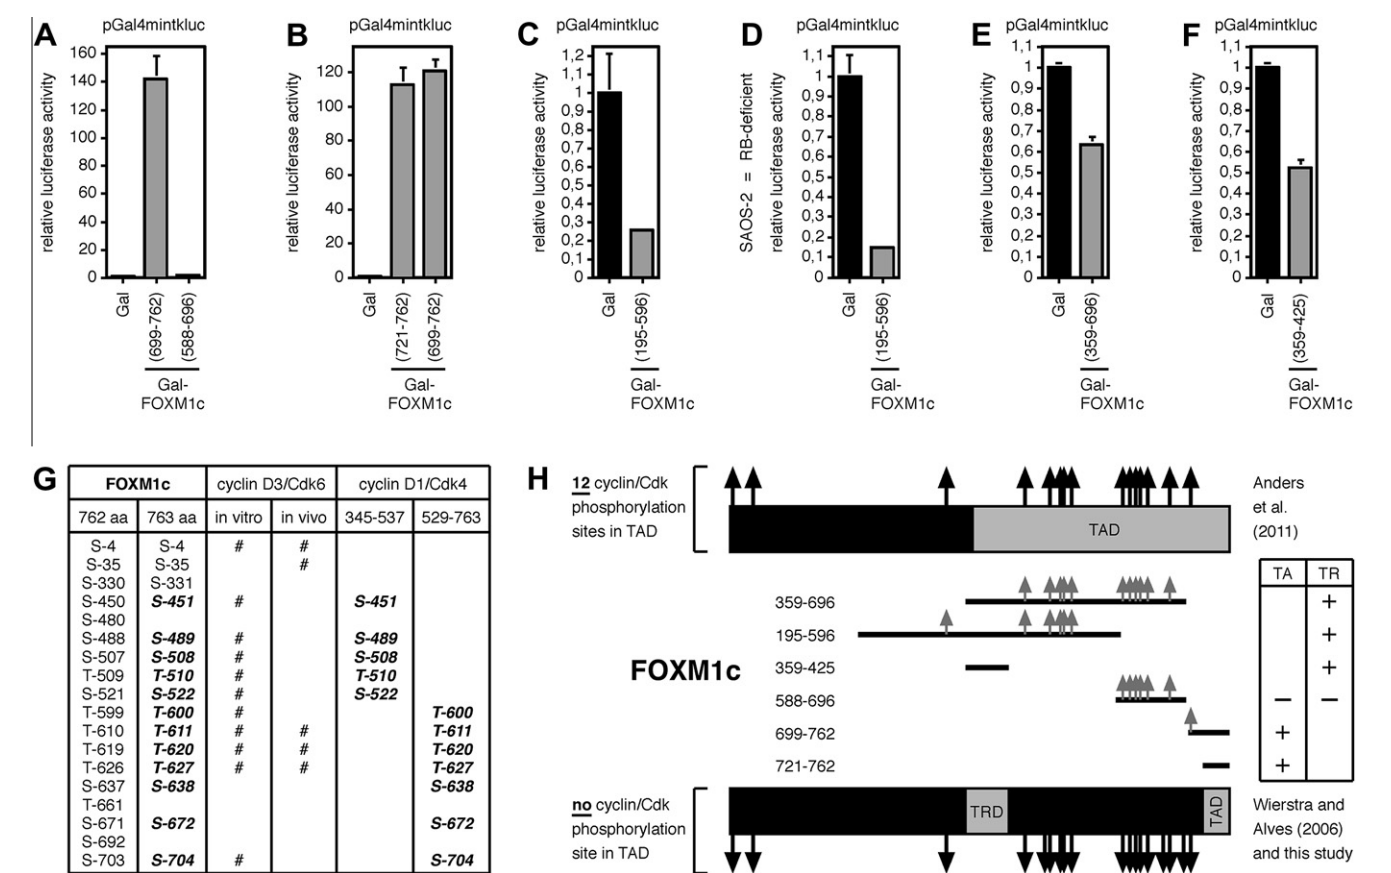 A
pGal4mintkluc
relative luciferase activity
160
140
120
100
80
60
40
20
0
Gal
(699-762)
(588-696)
Gal-
FOXM1c
B
pGal4mintkluc
relative luciferase activity
120
100
80
60
40
20
0
Gal
(721-762)
(699-762)
Gal-
FOXM1c
C
pGal4mintkluc
relative luciferase activity
1,2
1,1
1
0,9
0,8
0,7
0,6
0,5
0,4
0,3
0,2
0,1
0
Gal
(195-596)
Gal-
FOXM1c
D
pGal4mintkluc
SAOS-2 = RB-deficient
relative luciferase activity
1,1
1
0,9
0,8
0,7
0,6
0,5
0,4
0,3
0,2
0,1
0
Gal
(195-596)
Gal-
FOXM1c
E
pGal4mintkluc
relative luciferase activity
1,1
1
0,9
0,8
0,7
0,6
0,5
0,4
0,3
0,2
0,1
0
Gal
(359-696)
Gal-
FOXM1c
F
pGal4mintkluc
relative luciferase activity
1,1
1
0,9
0,8
0,7
0,6
0,5
0,4
0,3
0,2
0,1
0
Gal
(359-425)
Gal-
FOXM1c
G
FOXM1c cyclin D3/Cdk6 cyclin D1/Cdk4
762 aa 763 aa in vitro in vivo 345-537 529-763
S-4 S-4 # #
S-35 S-35 #
S-330 S-331
S-450 S-451 # S-451
S-480
S-488 S-489 # S-489
S-507 S-508 # S-508
T-509 T-510 # T-510
S-521 S-522 # S-522
T-599 T-600 # T-600
T-610 T-611 # # T-611
T-619 T-620 # # T-620
T-626 T-627 # # T-627
S-637 S-638 S-638
T-661
S-671 S-672 S-672
S-692
S-703 S-704 # S-704
H
12 cyclin/Cdk
phosphorylation
sites in TAD
TAD
Anders
et al.
(2011)
TA TR
FOXM1c
359-696 +
195-596 +
359-425 +
588-696 – –
699-762 +
721-762 +
no cyclin/Cdk
phosphorylation
site in TAD
TRD
TAD
Wierstra and
Alves (2006)
and this study